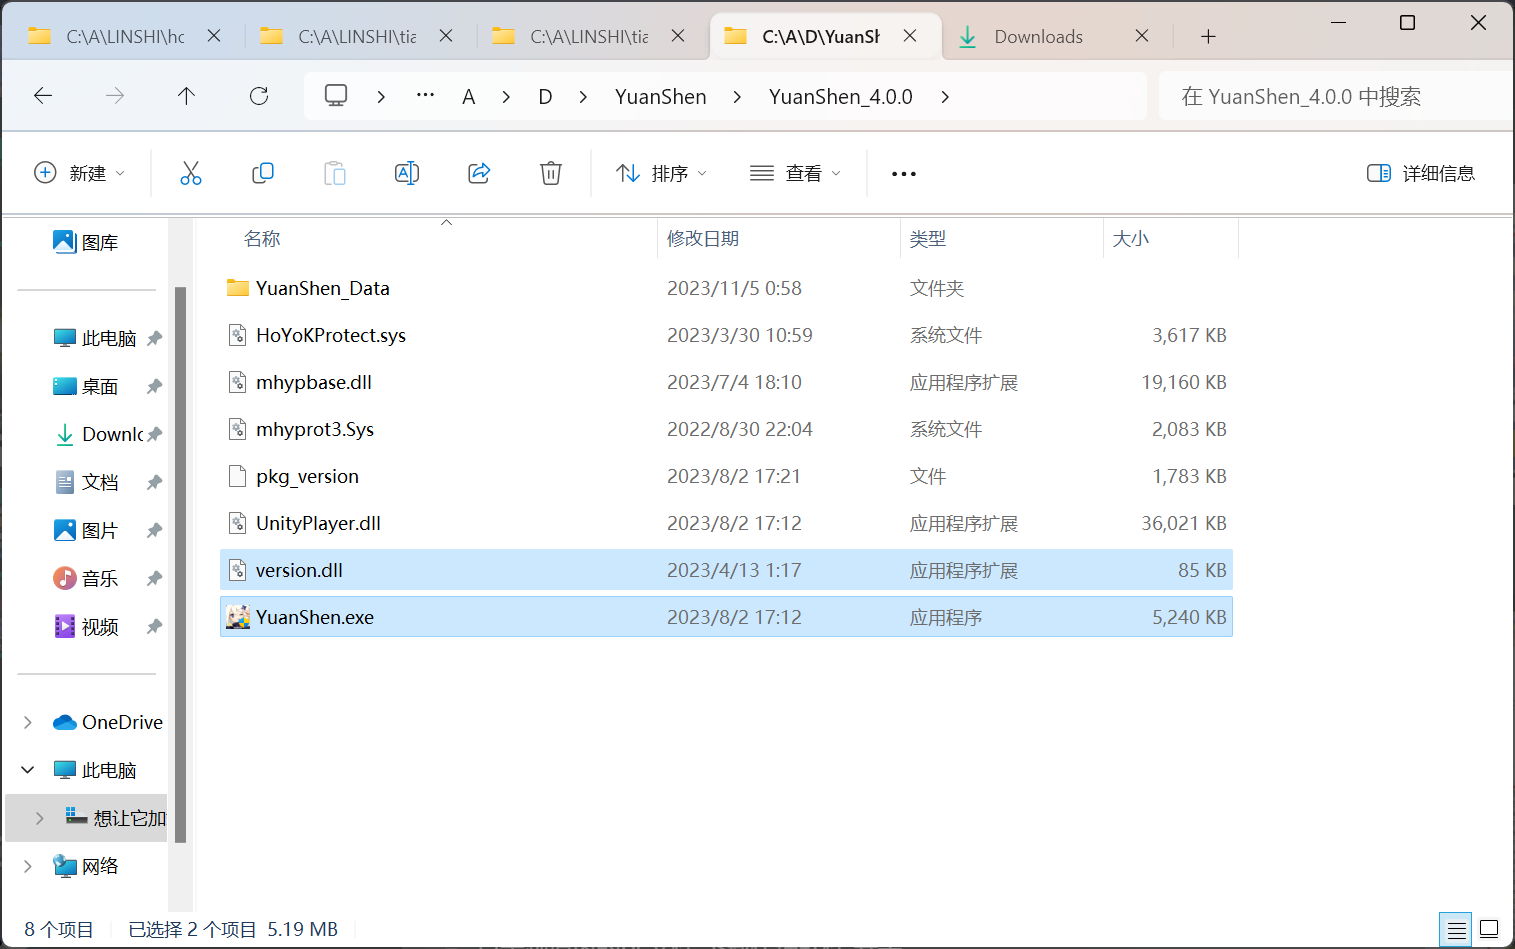 C:\A\LINSHI\hc
C:\A\LINSHI\tia
C:\A\LINSHI\tia
C:\A\D\YuanSh
Downloads
A
D
YuanShen
YuanShen_4.0.0
在 YuanShen_4.0.0 中搜索
新建
排序
查看
详细信息
名称 修改日期 类型 大小
YuanShen_Data 2023/11/5 0:58 文件夹
HoYoKProtect.sys 2023/3/30 10:59 系统文件 3,617 KB
mhypbase.dll 2023/7/4 18:10 应用程序扩展 19,160 KB
mhyprot3.Sys 2022/8/30 22:04 系统文件 2,083 KB
pkg_version 2023/8/2 17:21 文件 1,783 KB
UnityPlayer.dll 2023/8/2 17:12 应用程序扩展 36,021 KB
version.dll 2023/4/13 1:17 应用程序扩展 85 KB
YuanShen.exe 2023/8/2 17:12 应用程序 5,240 KB
图库
此电脑
桌面
Downlc
文档
图片
音乐
视频
OneDrive
此电脑
想让它加
网络
8 个项目 已选择 2 个项目 5.19 MB